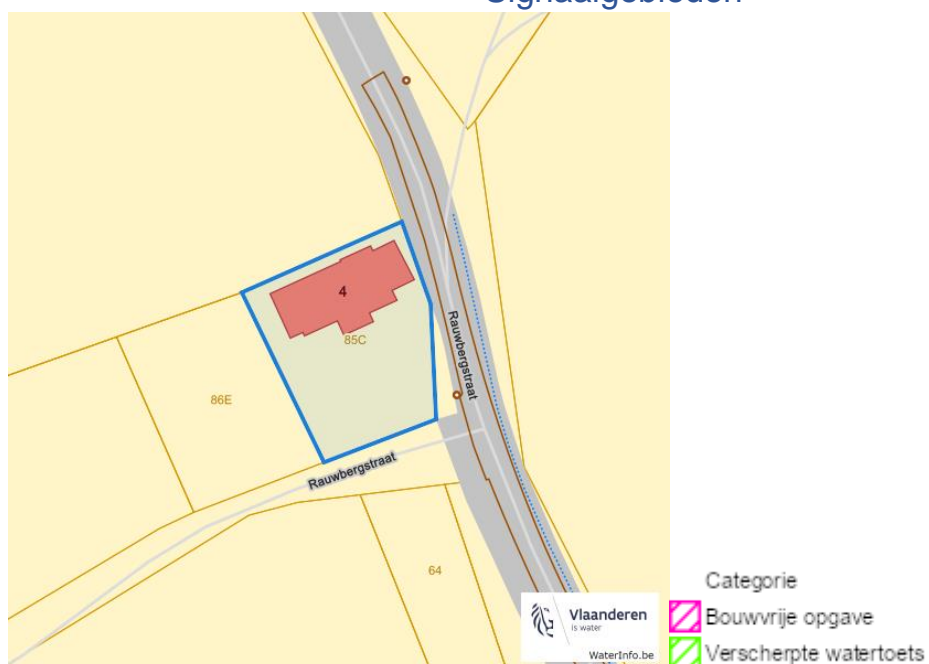 Signaalgebieden
4
85C
86E
Rauwbergstraat
Rauwbergstraat
64
Vlaanderen
is water
WaterInfo.be
Categorie
Bouwvrije opgave
Verscherpte watertoets